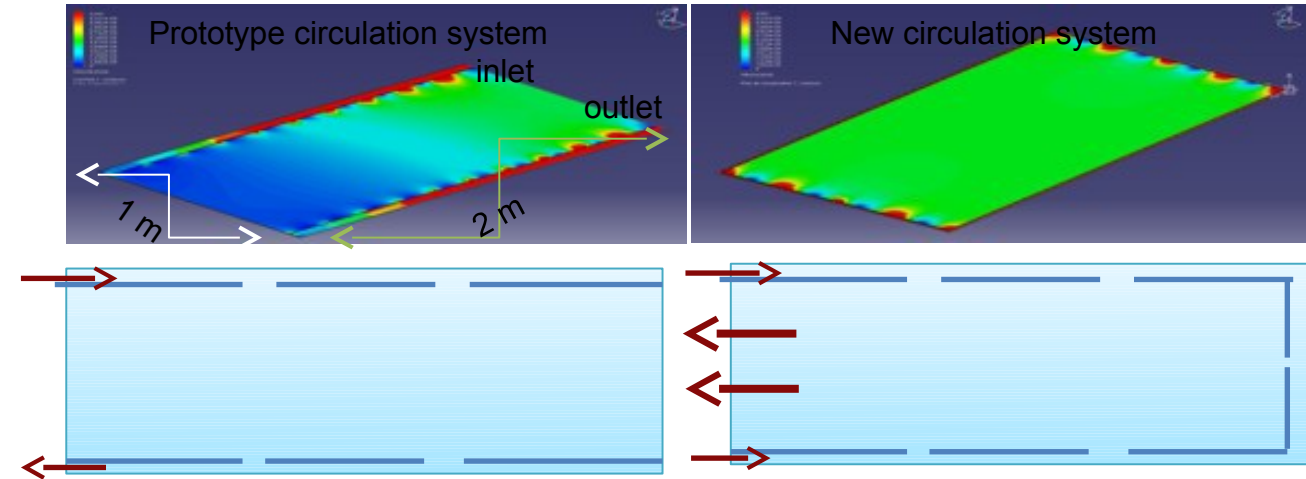 Prototype circulation system
inlet
outlet
1 m
2 m
New circulation system